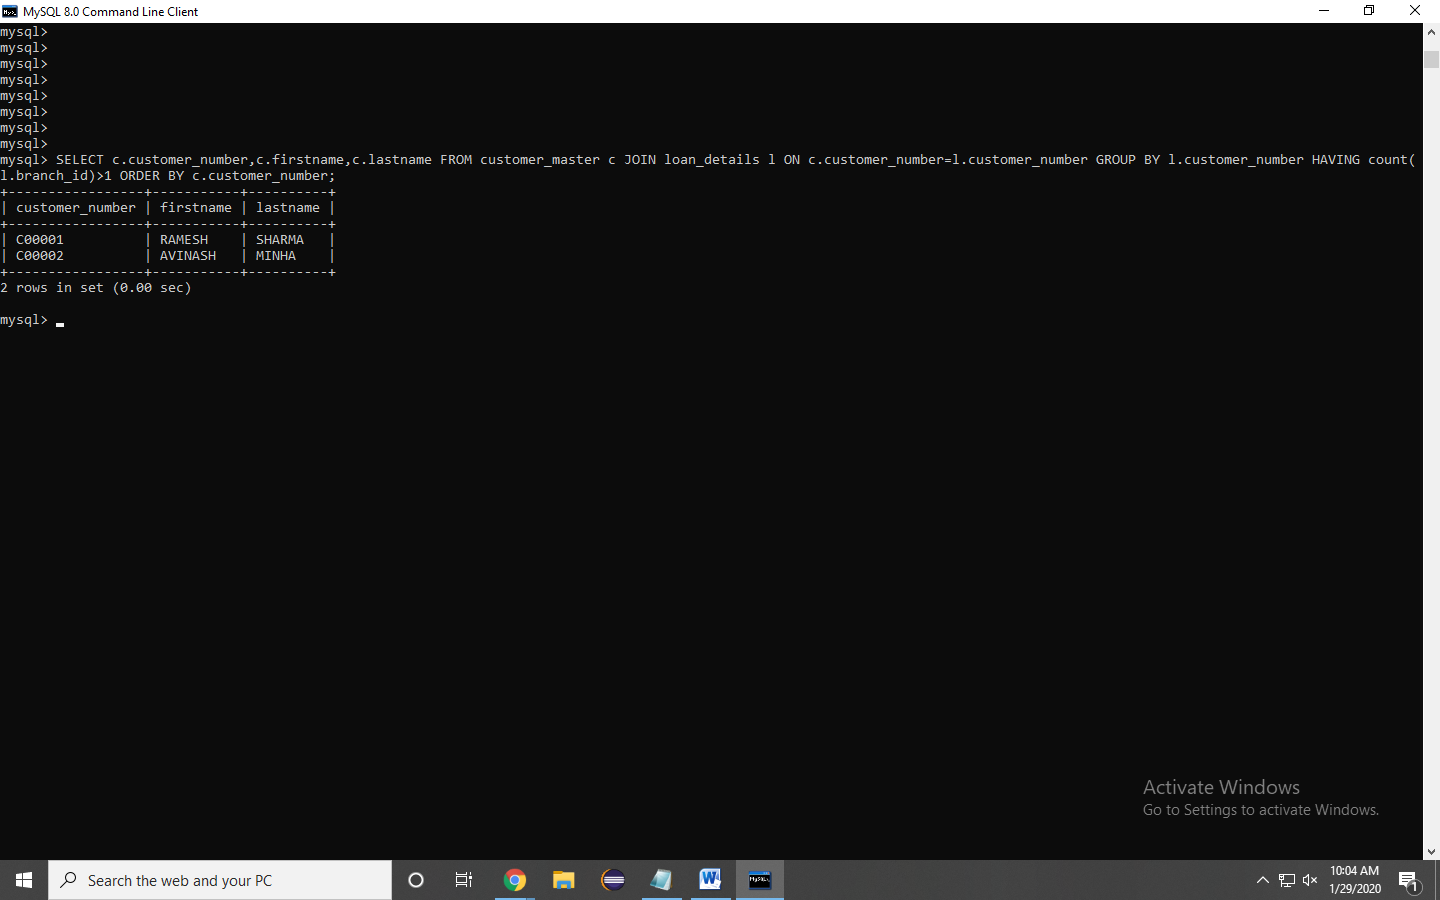 MySQL 8.0 Command Line Client
mysql>
mysql>
mysql>
mysql>
mysql>
mysql>
mysql>
mysql>
mysql> SELECT c.customer_number,c.firstname,c.lastname FROM customer_master c JOIN loan_details l ON c.customer_number=l.customer_number GROUP BY l.customer_number HAVING count(
l.branch_id)>1 ORDER BY c.customer_number;
+-----------------+-----------+----------+
| customer_number | firstname | lastname |
+-----------------+-----------+----------+
| C00001          | RAMESH    | SHARMA   |
| C00002          | AVINASH   | MINHA    |
+-----------------+-----------+----------+
2 rows in set (0.00 sec)
mysql>
Activate Windows
Go to Settings to activate Windows.
Search the web and your PC
10:04 AM
1/29/2020
1